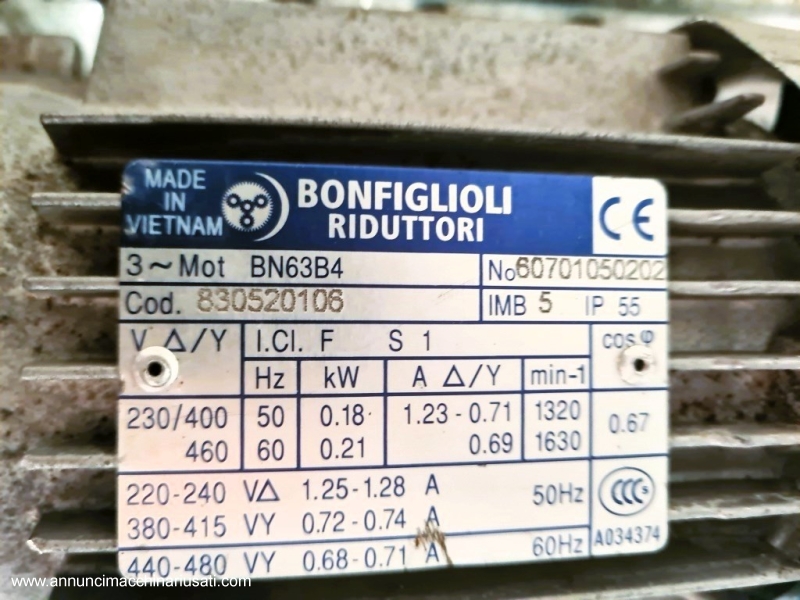 MADE
IN
VIETNAM
BONFIGLIOLI
RIDUTTORI
CE
3~Mot BN63B4
No 60701050202
Cod. 830520106
IMB 5 IP 55
V Δ/Y I.Cl. F S 1 cos φ
Hz kW A Δ/Y min-1
230/400 50 0.18 1.23 - 0.71 1320 0.67
460 60 0.21 0.69 1630
220-240 VΔ 1.25-1.28 A 50Hz
380-415 VY 0.72-0.74 A
440-480 VY 0.68-0.71 A 60Hz
CCC S
A034374
www.annuncimacchinariusati.com